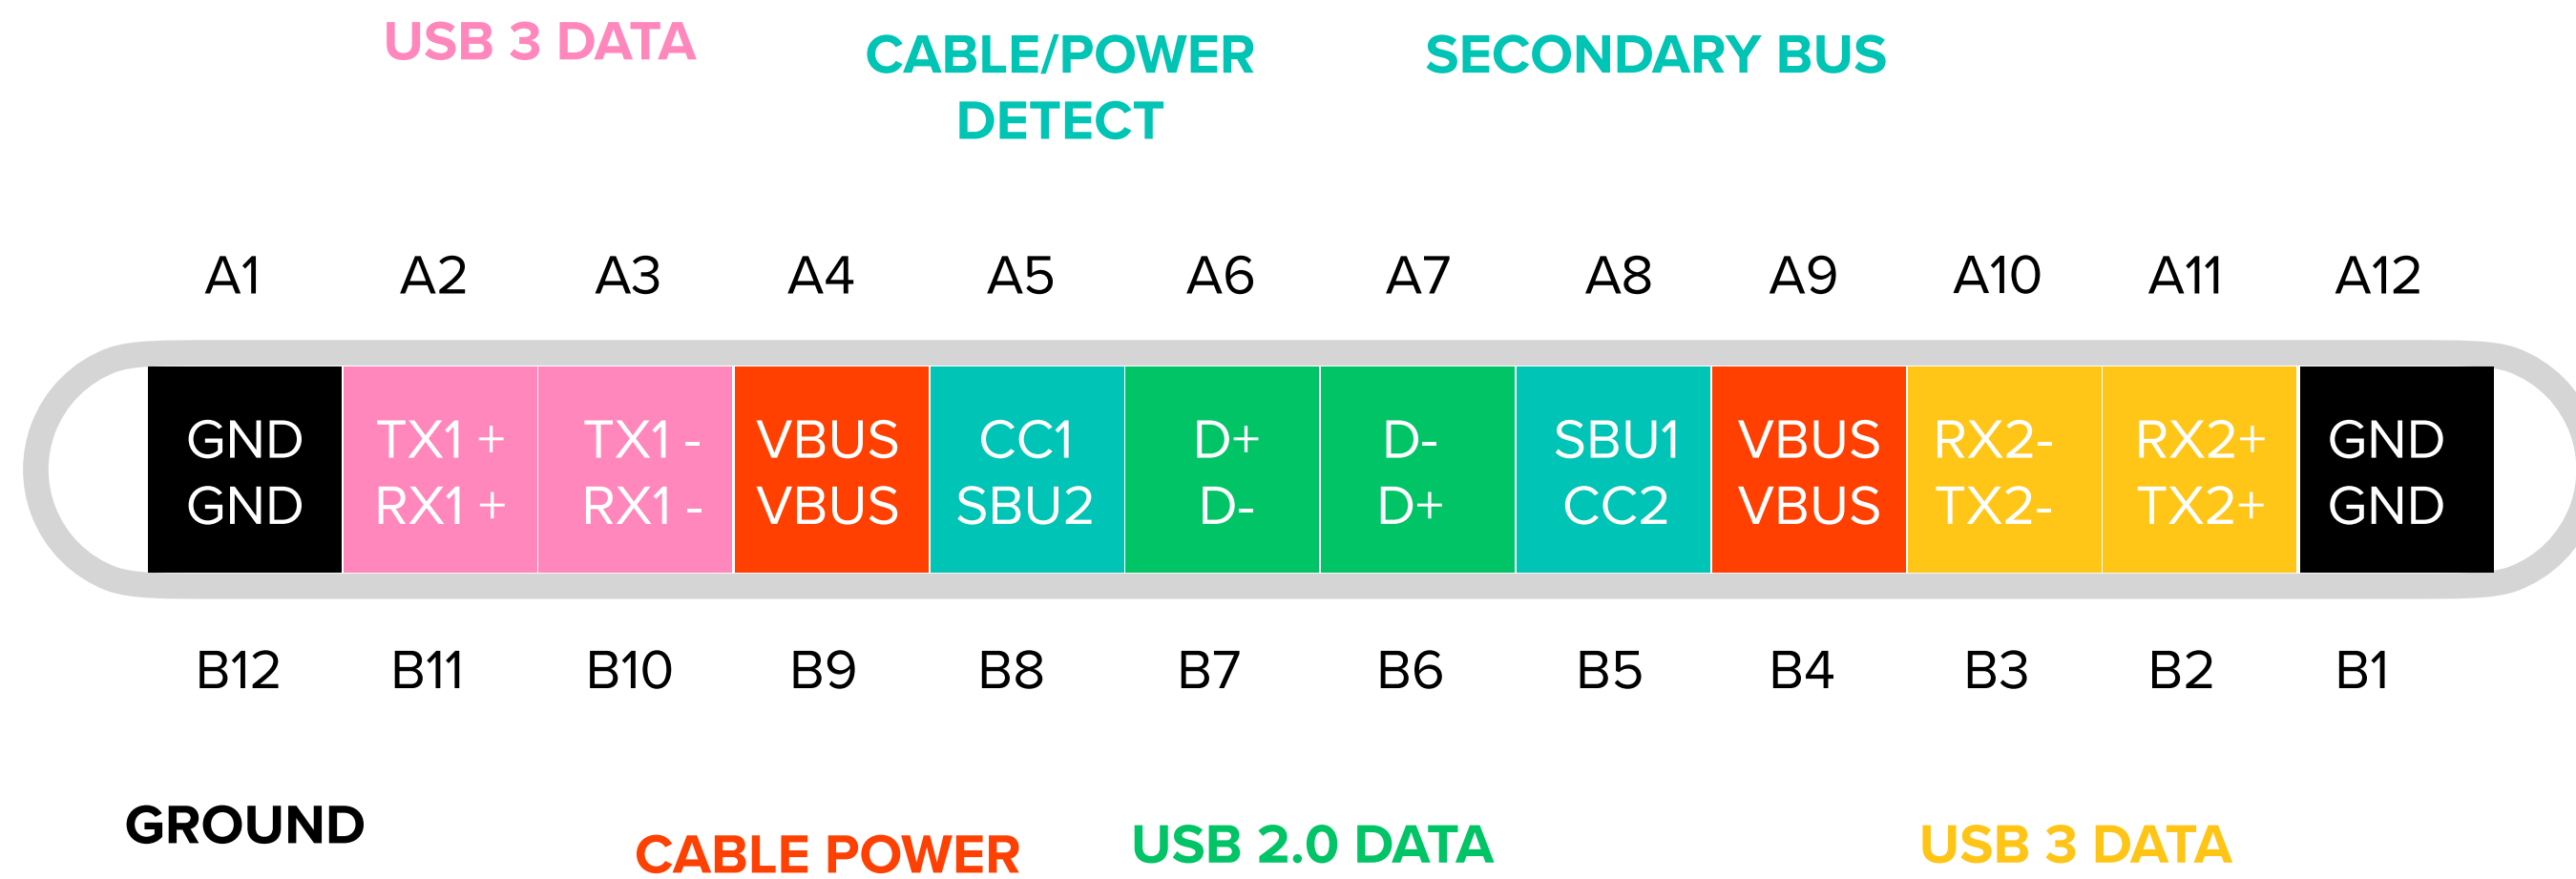 USB 3 DATA
CABLE/POWER
DETECT
SECONDARY BUS
A1 A2 A3 A4 A5 A6 A7 A8 A9 A10 A11 A12
GND TX1 + TX1 - VBUS CC1 D+ D- SBU1 VBUS RX2- RX2+ GND
GND RX1 + RX1 - VBUS SBU2 D- D+ CC2 VBUS TX2- TX2+ GND
B12 B11 B10 B9 B8 B7 B6 B5 B4 B3 B2 B1
GROUND
CABLE POWER
USB 2.0 DATA
USB 3 DATA